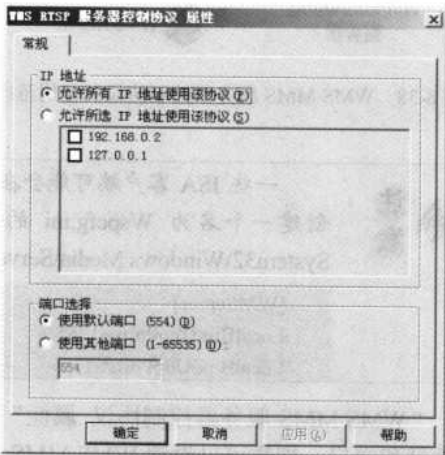 WMS RTSP 服务器控制协议 属性
常规
IP 地址
允许所有 IP 地址使用该协议(P)
允许所选 IP 地址使用该协议(S)
192.168.0.2
127.0.0.1
端口选择
使用默认端口 (554)(D)
使用其他端口 (1-65535)(O):
554
确定 取消 应用(A) 帮助